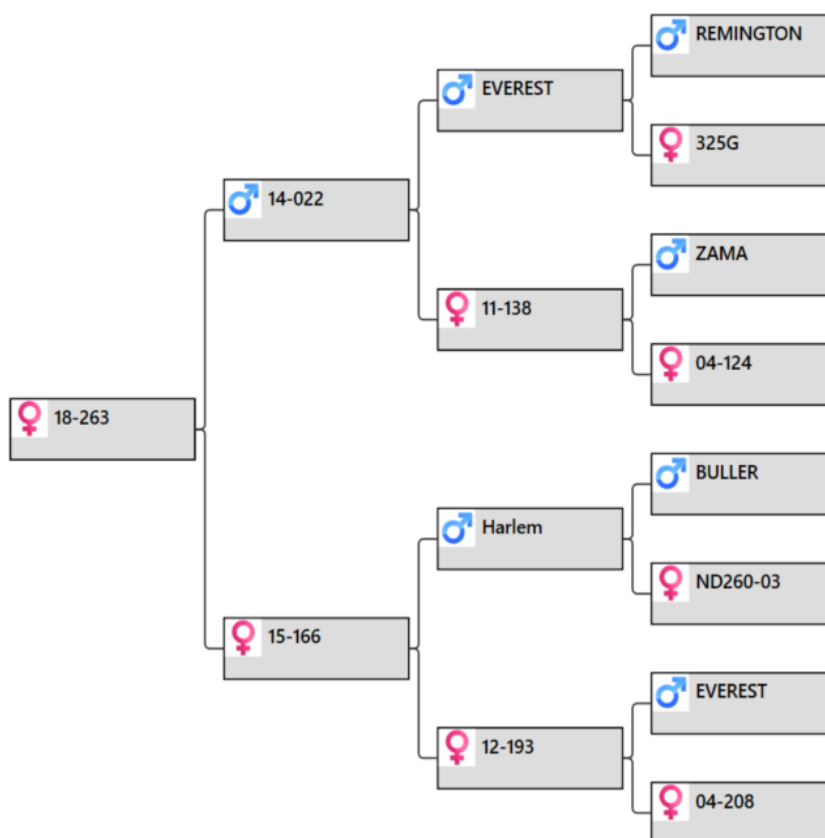 REMINGTON
EVEREST
325G
14-022
ZAMA
11-138
04-124
18-263
BULLER
Harlem
ND260-03
15-166
EVEREST
12-193
04-208